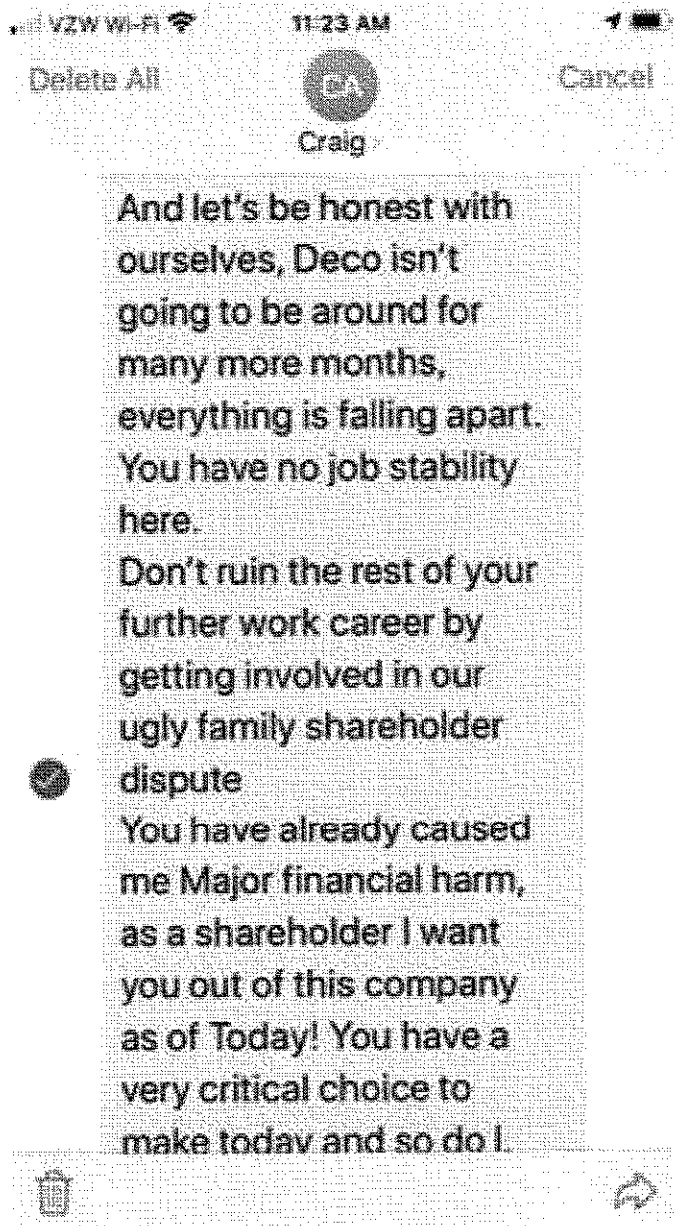 VZW Wi-Fi 11:23 AM
Delete All CA Cancel
Craig
And let's be honest with
ourselves, Deco isn't
going to be around for
many more months,
everything is falling apart.
You have no job stability
here.
Don't ruin the rest of your
further work career by
getting involved in our
ugly family shareholder
dispute
You have already caused
me Major financial harm,
as a shareholder I want
you out of this company
as of Today! You have a
very critical choice to
make today and so do I.